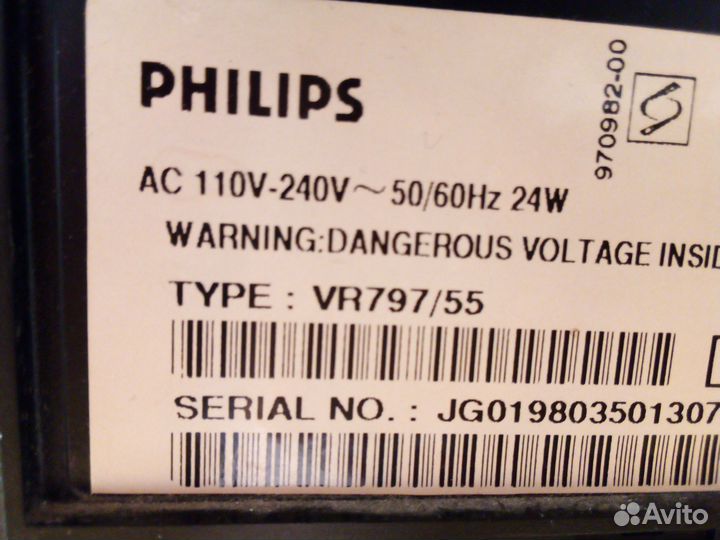 PHILIPS
970982-00
AC 110V-240V~50/60Hz 24W
WARNING:DANGEROUS VOLTAGE INSID
TYPE : VR797/55
SERIAL NO. : JG019803501307
Avito